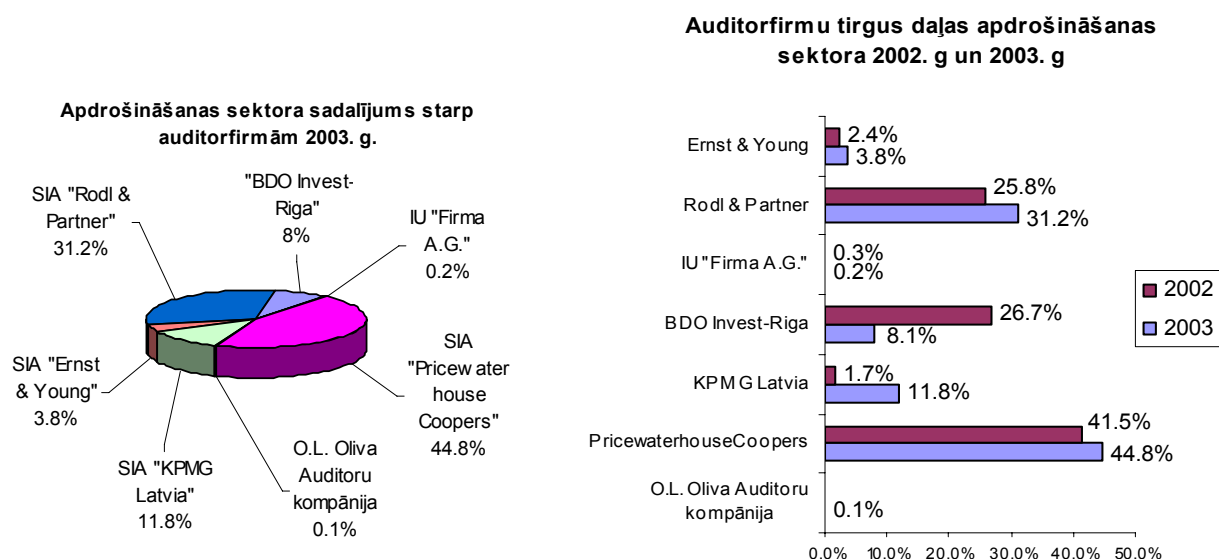 Apdrošināšanas sektora sadalījums starp
auditorfirmām 2003. g.
SIA "Rodl &
Partner"
31.2%
"BDO Invest-
Riga"
8%
IU "Firma
A.G."
0.2%
SIA
"Pricewater
house
Coopers"
44.8%
O.L. Oliva
Auditoru
kompānija
0.1%
SIA "KPMG
Latvia"
11.8%
SIA "Ernst
& Young"
3.8%
Auditorfirmu tirgus daļas apdrošināšanas
sektora 2002. g un 2003. g
Ernst & Young
2.4%
3.8%
Rodl & Partner
25.8%
31.2%
IU "Firma A.G."
0.3%
0.2%
BDO Invest-Riga
26.7%
8.1%
KPMG Latvia
1.7%
11.8%
PricewaterhouseCoopers
41.5%
44.8%
O.L. Oliva Auditoru
kompānija
0.1%
0.0% 10.0% 20.0% 30.0% 40.0% 50.0%
2002
2003